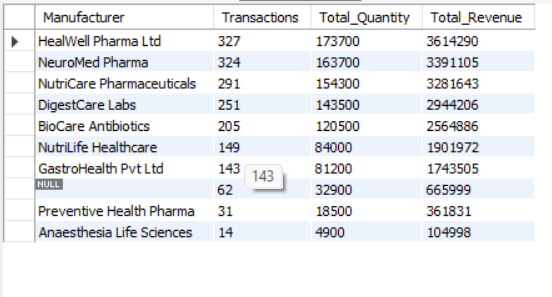 Manufacturer Transactions Total_Quantity Total_Revenue
HealWell Pharma Ltd 327 173700 3614290
NeuroMed Pharma 324 163700 3391105
NutriCare Pharmaceuticals 291 154300 3281643
DigestCare Labs 251 143500 2944206
BioCare Antibiotics 205 120500 2564886
NutriLife Healthcare 149 84000 1901972
GastroHealth Pvt Ltd 143 81200 1743505
143
NULL 62 32900 665999
Preventive Health Pharma 31 18500 361831
Anaesthesia Life Sciences 14 4900 104998